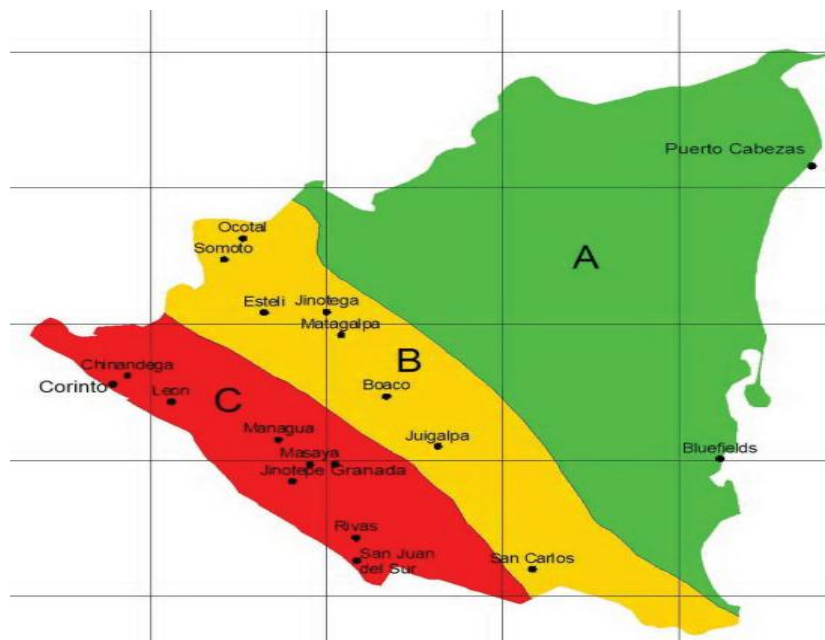 Puerto Cabezas
Ocotal
Somoto
A
Esteli
Jinotega
Matagalpa
B
Chinandega
Corinto
Leon
C
Boaco
Managua
Juigalpa
Bluefields
Masaya
Jinotepe Granada
Rivas
San Juan
del Sur
San Carlos